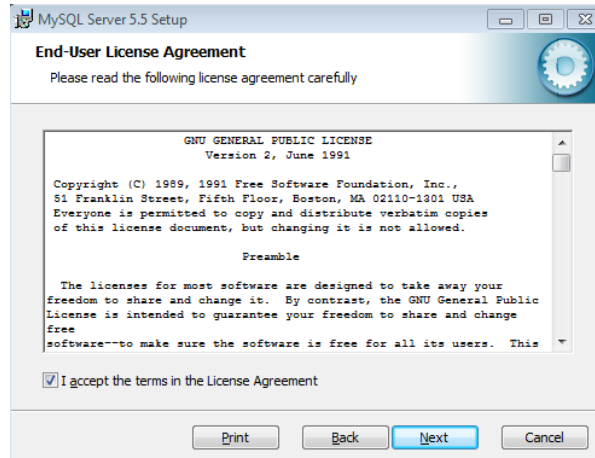 MySQL Server 5.5 Setup
End-User License Agreement
Please read the following license agreement carefully
GNU GENERAL PUBLIC LICENSE
Version 2, June 1991
Copyright (C) 1989, 1991 Free Software Foundation, Inc.,
51 Franklin Street, Fifth Floor, Boston, MA 02110-1301 USA
Everyone is permitted to copy and distribute verbatim copies
of this license document, but changing it is not allowed.
Preamble
The licenses for most software are designed to take away your
freedom to share and change it.  By contrast, the GNU General Public
License is intended to guarantee your freedom to share and change
free
software--to make sure the software is free for all its users.  This
I accept the terms in the License Agreement
Print Back Next Cancel